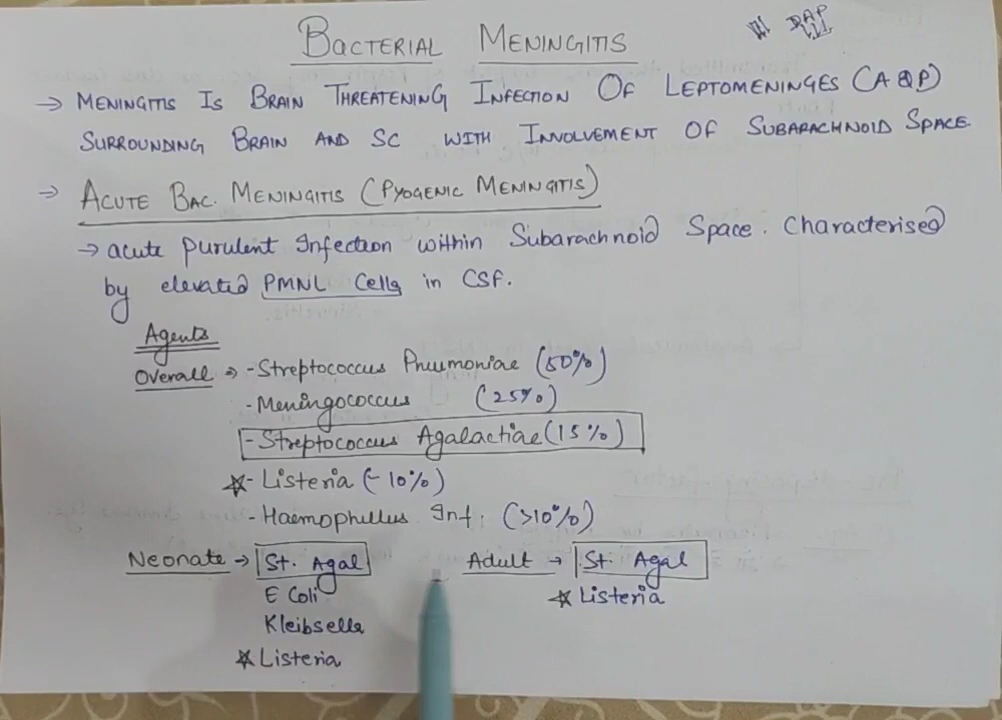 BACTERIAL MENINGITIS
DAP
→ MENINGITIS IS BRAIN THREATENING INFECTION OF LEPTOMENINGES (A & P)
SURROUNDING BRAIN AND SC WITH INVOLVEMENT OF SUBARACHNOID SPACE
→ ACUTE BAC. MENINGITIS (PYOGENIC MENINGITIS)
→ acute purulent Infection within Subarachnoid Space. Characterised
by elevated PMNL Cells in CSF.
Agents
Overall → - Streptococcus Pnuumoniae (50%)
- Meningococcus (25%)
- Streptococcus Agalactiae (15%)
☆ - Listeria (- 10%)
- Haemophullus Inf. (>10%)
Neonate → St. Agal Adult → St. Agal
E Coli ☆ Listeria
Kleibsella
☆ Listeria